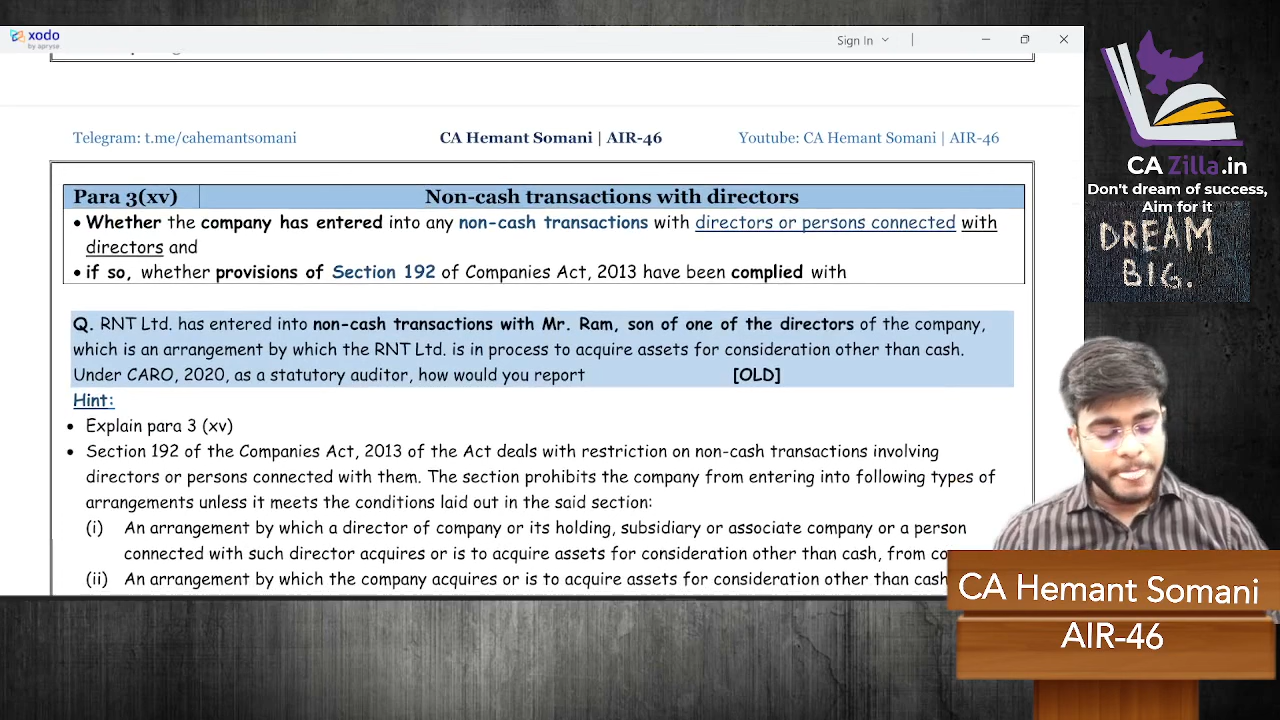 xodo
by apryse
Sign In
Telegram: t.me/cahemantsomani
CA Hemant Somani | AIR-46
Youtube: CA Hemant Somani | AIR-46
CA Zilla.in
Don't dream of success,
Aim for it
DREAM
BIG.
Para 3(xv) Non-cash transactions with directors
• Whether the company has entered into any non-cash transactions with directors or persons connected with
directors and
• if so, whether provisions of Section 192 of Companies Act, 2013 have been complied with
Q. RNT Ltd. has entered into non-cash transactions with Mr. Ram, son of one of the directors of the company,
which is an arrangement by which the RNT Ltd. is in process to acquire assets for consideration other than cash.
Under CARO, 2020, as a statutory auditor, how would you report [OLD]
Hint:
• Explain para 3 (xv)
• Section 192 of the Companies Act, 2013 of the Act deals with restriction on non-cash transactions involving
directors or persons connected with them. The section prohibits the company from entering into following types of
arrangements unless it meets the conditions laid out in the said section:
(i) An arrangement by which a director of company or its holding, subsidiary or associate company or a person
connected with such director acquires or is to acquire assets for consideration other than cash, from co
(ii) An arrangement by which the company acquires or is to acquire assets for consideration other than cash
CA Hemant Somani
AIR-46